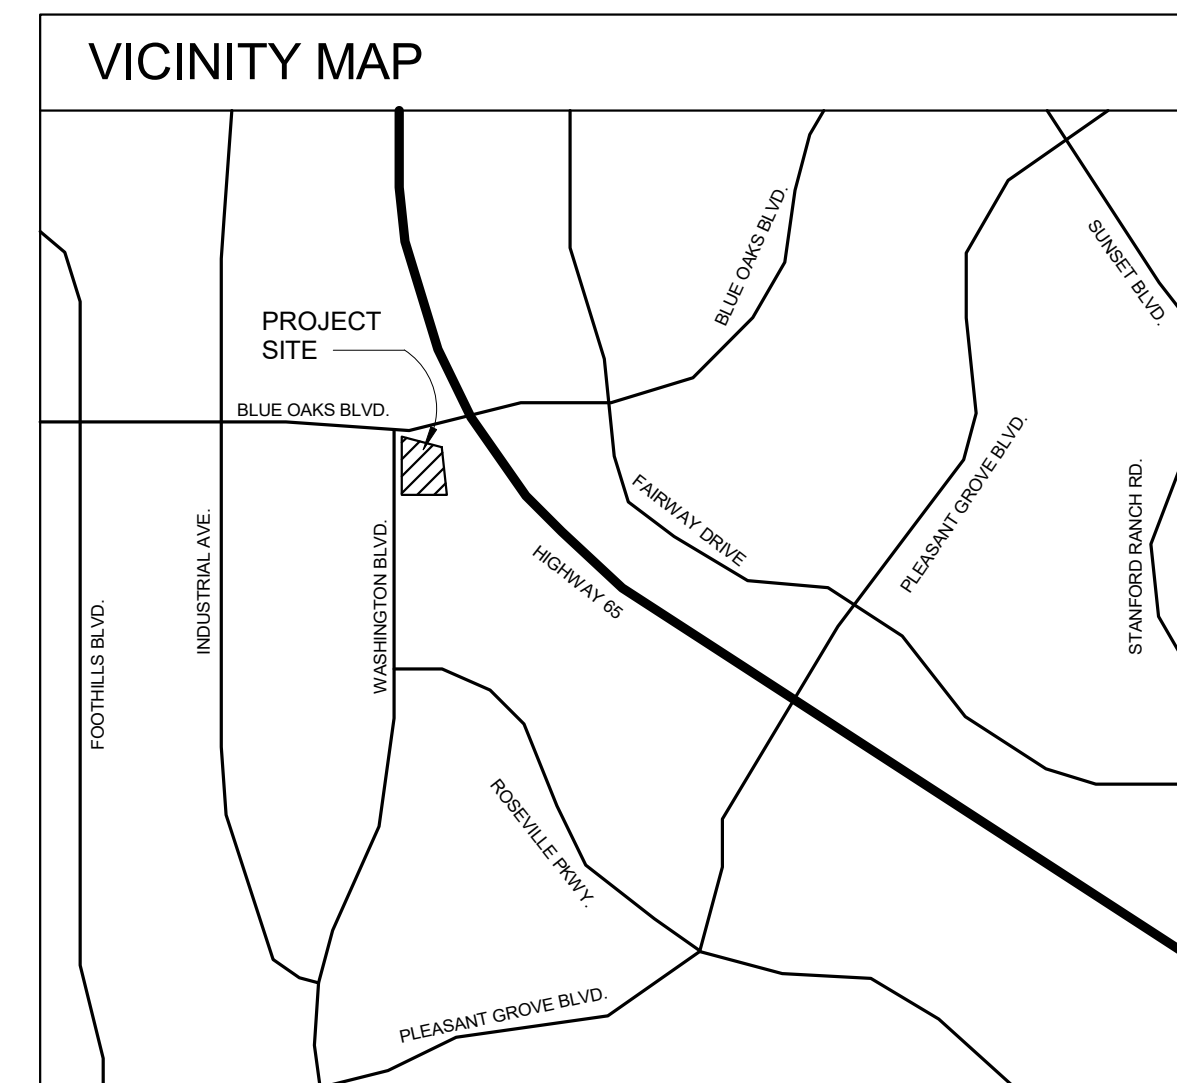 VICINITY MAP
BLUE OAKS BLVD.
SUNSET BLVD.
PROJECT
SITE
BLUE OAKS BLVD.
PLEASANT GROVE BLVD.
STANFORD RANCH RD.
FAIRWAY DRIVE
INDUSTRIAL AVE.
WASHINGTON BLVD.
HIGHWAY 65
FOOTHILLS BLVD.
ROSEVILLE PKWY.
PLEASANT GROVE BLVD.